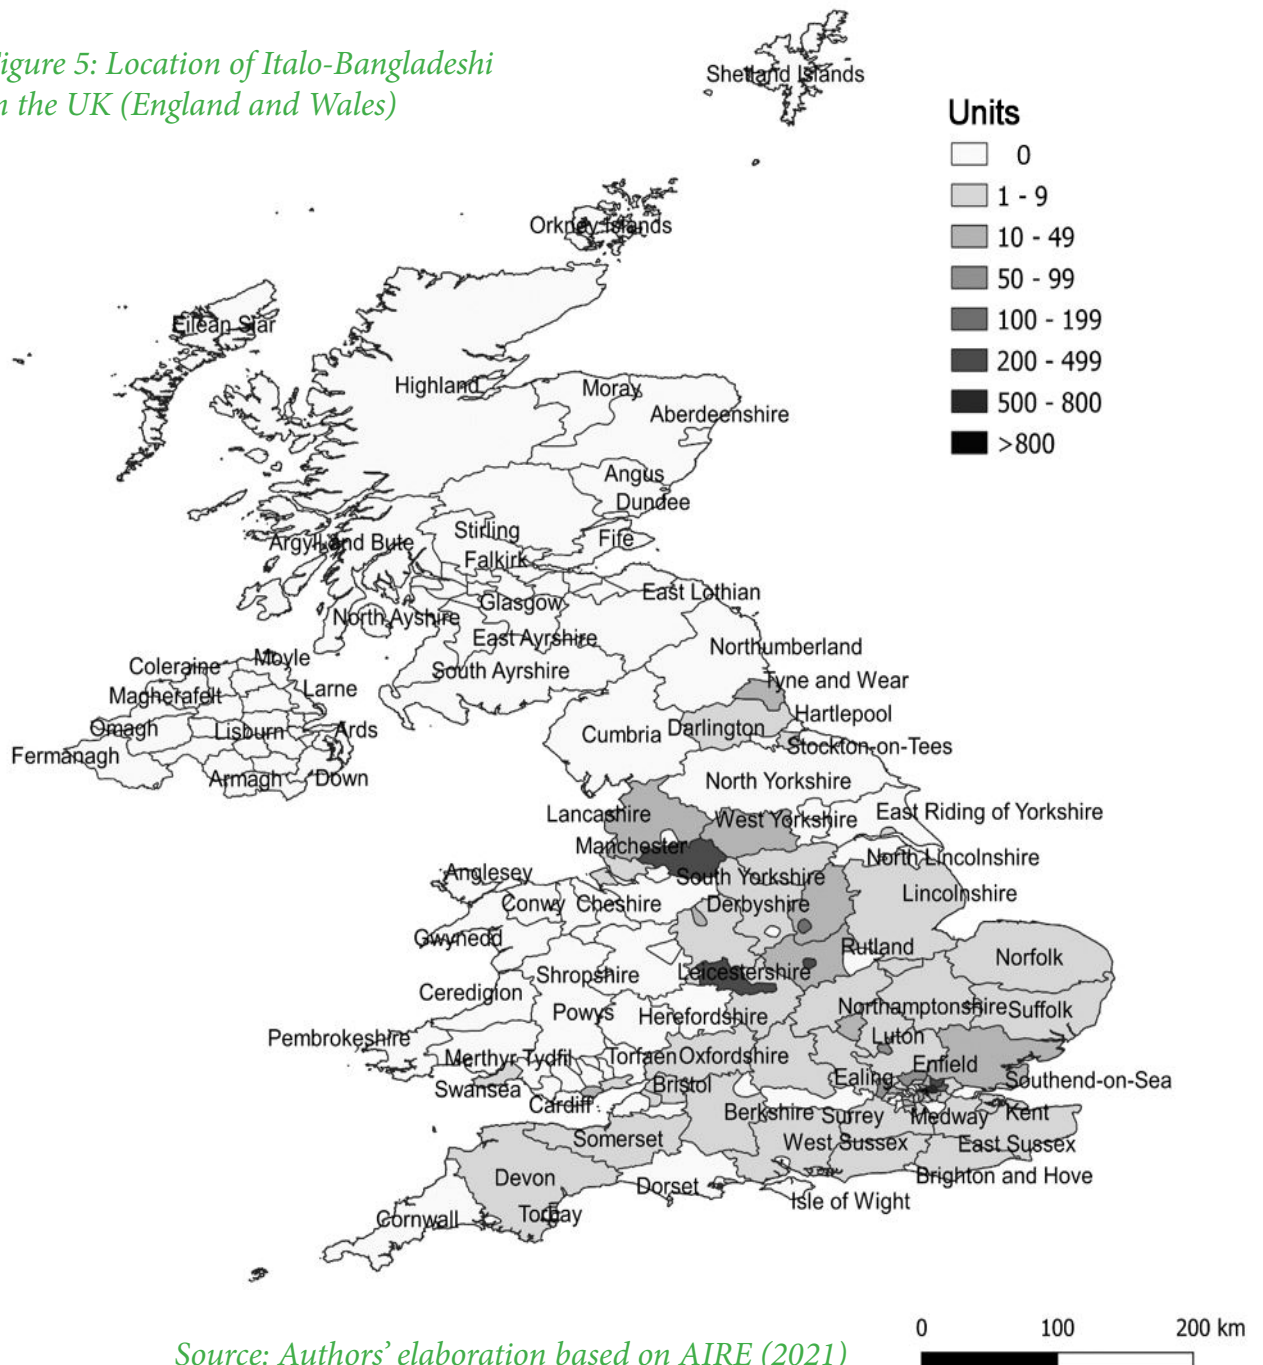 igure 5: Location of Italo-Bangladeshi
n the UK (England and Wales)
Shetland Islands
Units
0
1 - 9
10 - 49
50 - 99
100 - 199
200 - 499
500 - 800
>800
Orkney Islands
Eilean Siar
Highland
Moray
Aberdeenshire
Angus
Dundee
Stirling
Fife
Argyll and Bute
Falkirk
East Lothian
Glasgow
North Ayshire
East Ayrshire
Northumberland
South Ayrshire
Moyle
Coleraine
Tyne and Wear
Larne
Magherafelt
Hartlepool
Omagh
Lisburn
Ards
Cumbria
Darlington
Stockton-on-Tees
Fermanagh
Armagh
Down
North Yorkshire
Lancashire
West Yorkshire
East Riding of Yorkshire
Manchester
North Lincolnshire
Anglesey
South Yorkshire
Lincolnshire
Conwy
Cheshire
Derbyshire
Gwynedd
Rutland
Norfolk
Shropshire
Leicestershire
Ceredigion
Powys
Herefordshire
Northamptonshire
Suffolk
Pembrokeshire
Luton
Merthyr Tydfil
Torfaen
Oxfordshire
Enfield
Swansea
Bristol
Ealing
Southend-on-Sea
Cardiff
Berkshire
Surrey
Medway
Kent
Somerset
West Sussex
East Sussex
Devon
Dorset
Brighton and Hove
Isle of Wight
Cornwall
Torbay
0 100 200 km
Source: Authors’ elaboration based on AIRE (2021)